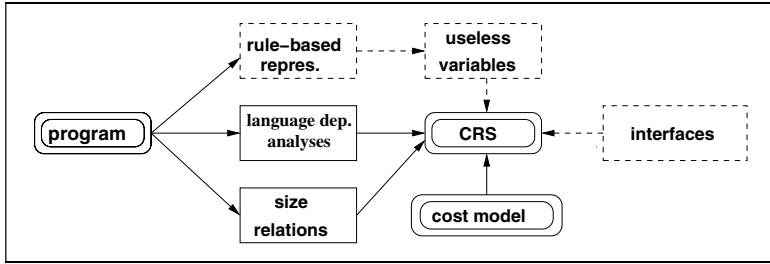 rule-based
repres.
useless
variables
program
language dep.
analyses
CRS
interfaces
size
relations
cost model